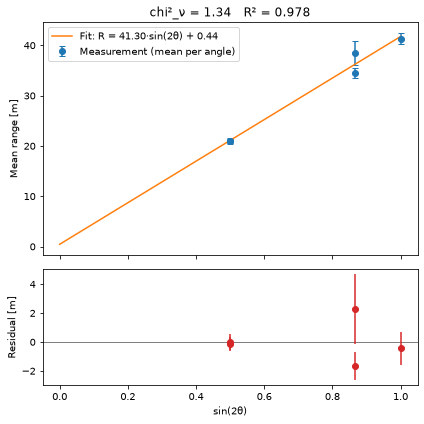 chi²_ν = 1.34   R² = 0.978
Fit: R = 41.30·sin(2θ) + 0.44
Measurement (mean per angle)
Mean range [m]
40
30
20
10
0
Residual [m]
4
2
0
−2
0.0 0.2 0.4 0.6 0.8 1.0
sin(2θ)